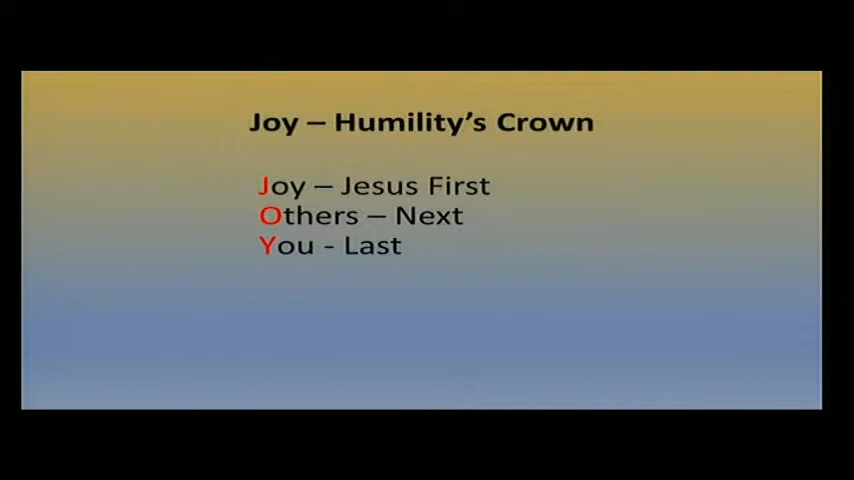 Joy – Humility’s Crown
Joy – Jesus First
Others – Next
You - Last